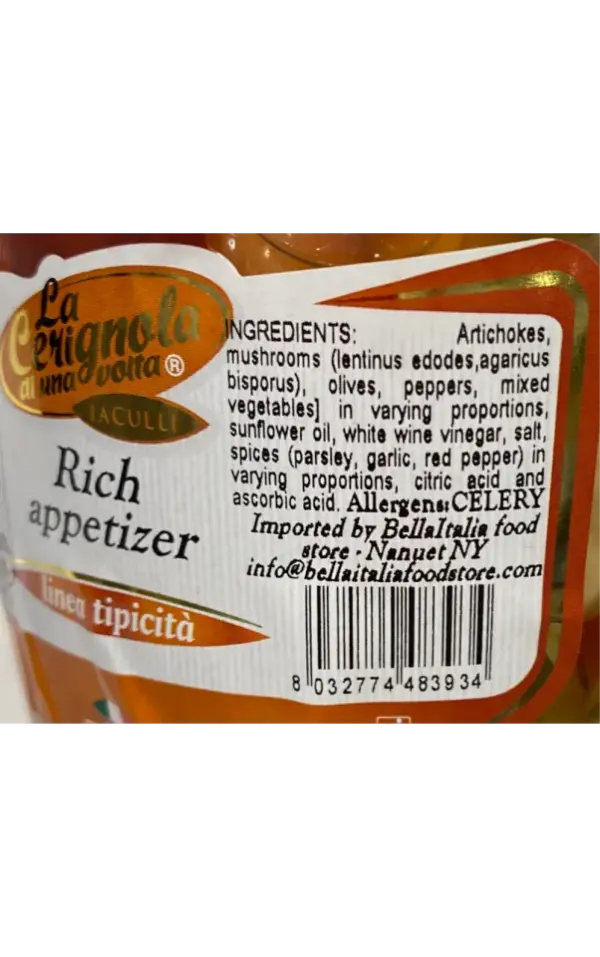 La
Cerignola
di una volta®
IACULLI
Rich
appetizer
linea tipicità
INGREDIENTS: Artichokes,
mushrooms (lentinus edodes,agaricus
bisporus), olives, peppers, mixed
vegetables] in varying proportions,
sunflower oil, white wine vinegar, salt,
spices (parsley, garlic, red pepper) in
varying proportions, citric acid and
ascorbic acid. Allergens:CELERY
Imported by BellaItalia food
store - Nanuet NY
info@bellaitaliafoodstore.com
8 032774 483934